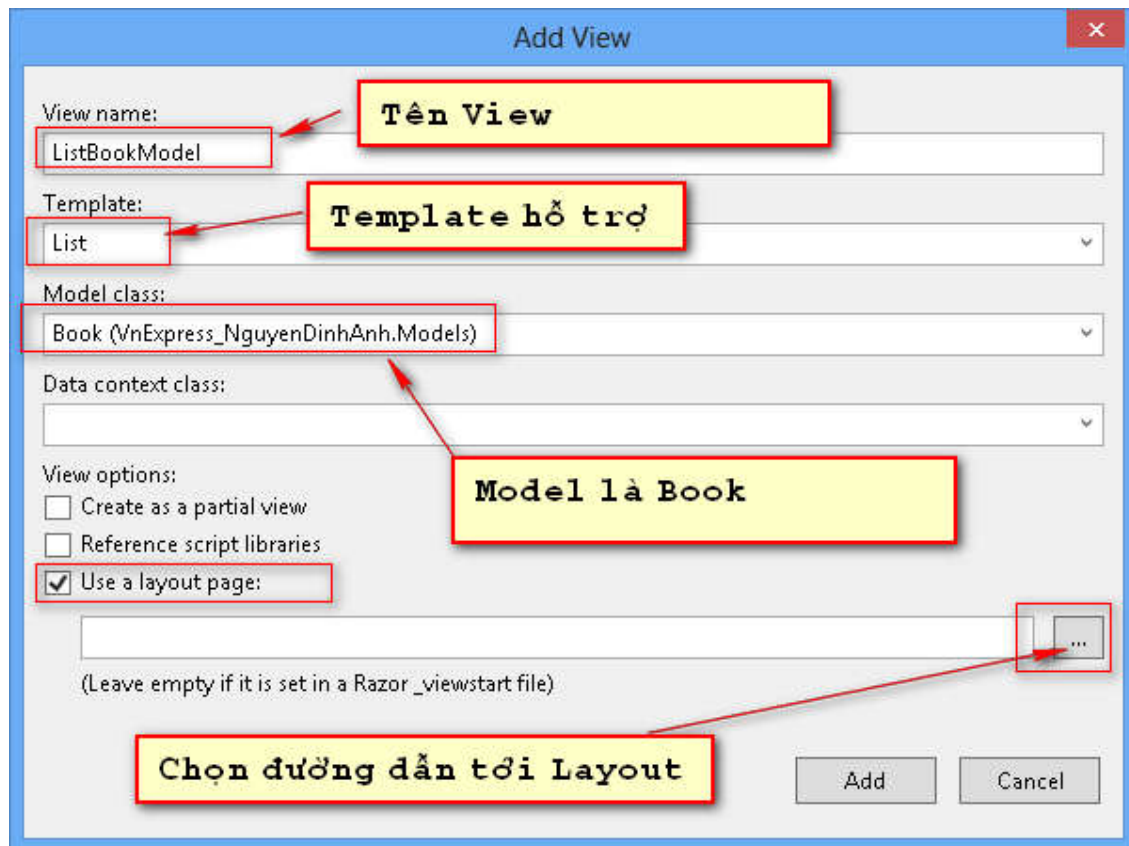 Add View
×
View name:
Tên View
ListBookModel
Template:
Template hỗ trợ
List
Model class:
Book (VnExpress_NguyenDinhAnh.Models)
Data context class:
Model là Book
View options:
Create as a partial view
Reference script libraries
Use a layout page:
...
(Leave empty if it is set in a Razor _viewstart file)
Chọn đường dẫn tới Layout
Add
Cancel